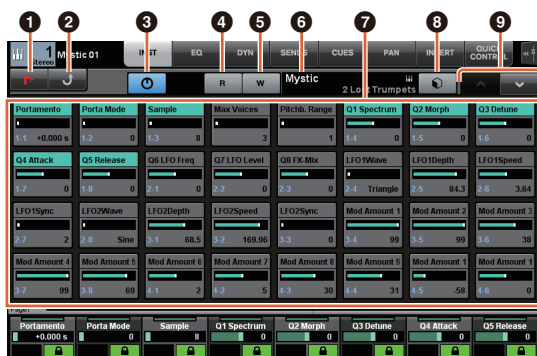 1 2 3 4 5 6 7 8 9
1 Mystic 01 INST EQ DYN SENDS CUES PAN INSERT QUICK CONTROL
Stereo
R W Mystic
2 Lost Trumpets
Portamento Porta Mode Sample Max Voices Pitchb. Range Q1 Spectrum Q2 Morph Q3 Detune
1-1 +0.000 s 1-2 0 1-3 II 3 1 1-4 0 1-5 0 1-6 0
Q4 Attack Q5 Release Q6 LFO Freq Q7 LFO Level Q8 FX-Mix LFO1Wave LFO1Depth LFO1Speed
1-7 0 1-8 0 2-1 0 2-2 0 2-3 0 2-4 Triangle 2-5 84.3 2-6 3.64
LFO1Sync LFO2Wave LFO2Depth LFO2Speed LFO2Sync Mod Amount 1 Mod Amount 2 Mod Amount 3
2-7 2 2-8 Sine 3-1 68.5 3-2 169.96 3-3 0 3-4 99 3-5 99 3-6 38
Mod Amount 4 Mod Amount 5 Mod Amount 6 Mod Amount 7 Mod Amount 8 Mod Amount 9 Mod Amount 1 Mod Amount 1
3-7 99 3-8 69 4-1 2 4-2 5 4-3 30 4-4 31 4-5 -58 4-6 0
Page1
Portamento Porta Mode Sample Q1 Spectrum Q2 Morph Q3 Detune Q4 Attack Q5 Release
+0.000 s 0 II 0 0 0 0 0